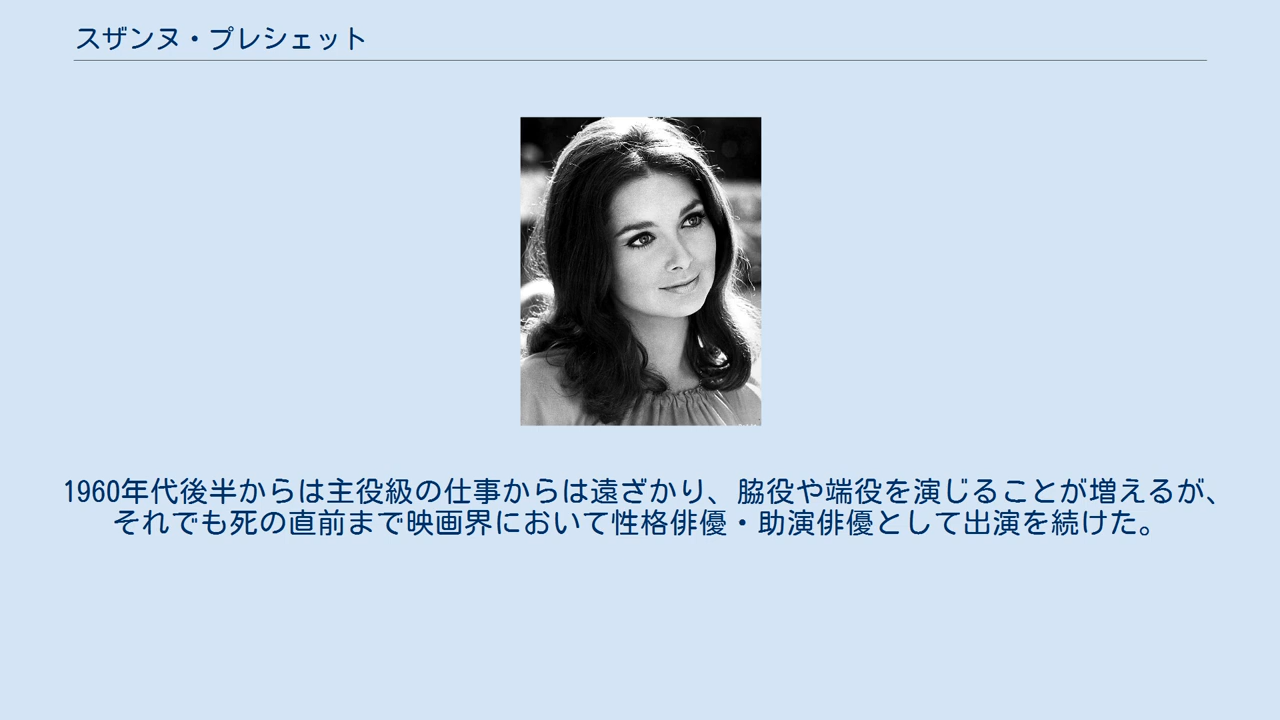 スザンヌ・プレシェット
1960年代後半からは主役級の仕事からは遠ざかり、脇役や端役を演じることが増えるが、
それでも死の直前まで映画界において性格俳優・助演俳優として出演を続けた。